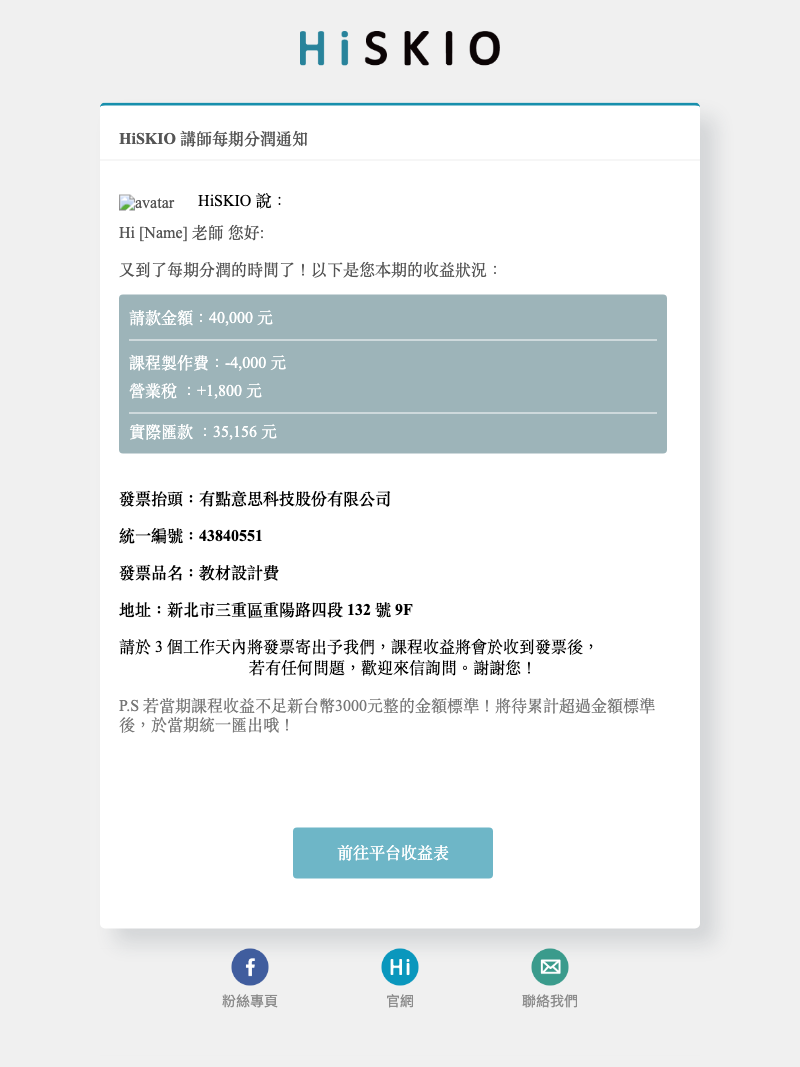 HiSKIO
HiSKIO 講師每期分潤通知
avatar
HiSKIO 說：
Hi [Name] 老師 您好:
又到了每期分潤的時間了！以下是您本期的收益狀況：
請款金額：40,000 元
課程製作費：-4,000 元
營業稅 ：+1,800 元
實際匯款 ：35,156 元
發票抬頭：有點意思科技股份有限公司
統一編號：43840551
發票品名：教材設計費
地址：新北市三重區重陽路四段 132 號 9F
請於 3 個工作天內將發票寄出予我們，課程收益將會於收到發票後，
若有任何問題，歡迎來信詢問。謝謝您！
P.S 若當期課程收益不足新台幣3000元整的金額標準！將待累計超過金額標準
後，於當期統一匯出哦！
前往平台收益表
f
Hi
粉絲專頁
官網
聯絡我們